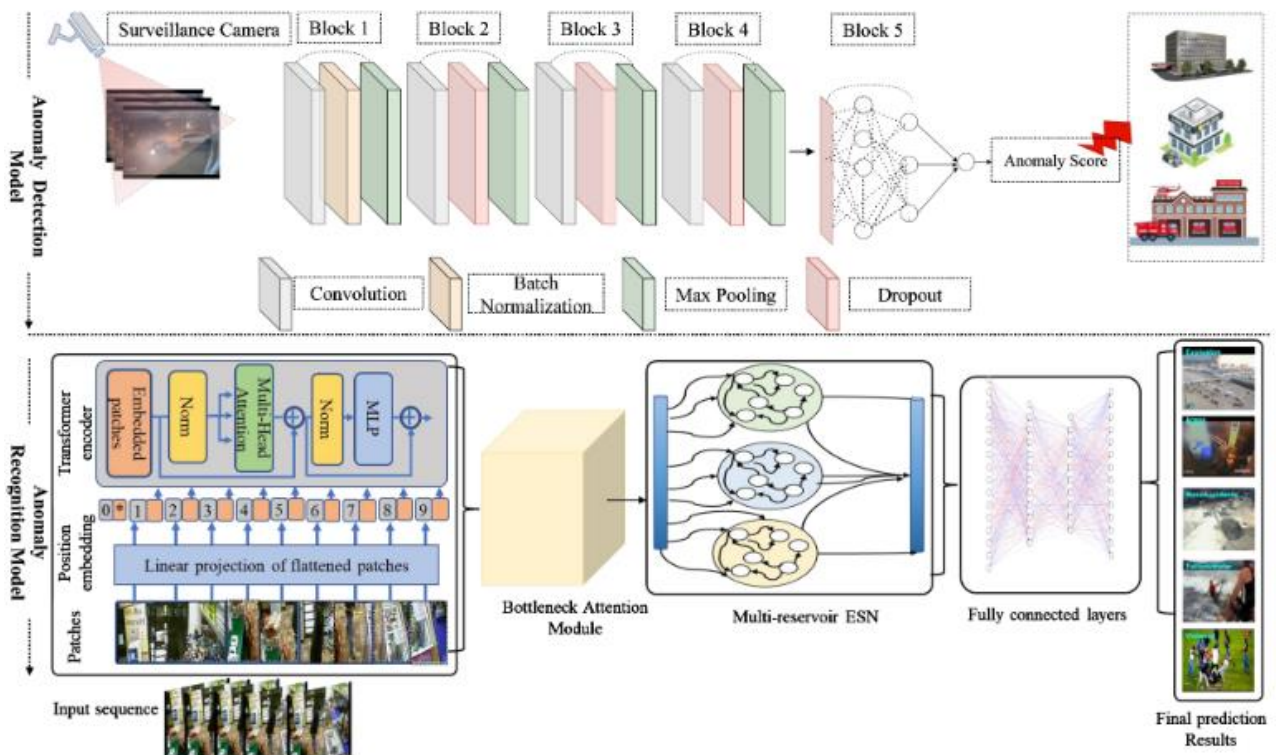 Surveillance Camera
Block 1
Block 2
Block 3
Block 4
Block 5
Anomaly Detection
Model
Anomaly Score
Convolution
Batch
Normalization
Max Pooling
Dropout
Anomaly
Recognition Model
Transformer
encoder
Embedded
patches
Norm
Multi-Head
Attention
Norm
MLP
Position
embedding
0 * 1 2 3 4 5 6 7 8 9
Linear projection of flattened patches
Patches
Input sequence
Bottleneck Attention
Module
Multi-reservoir ESN
Fully connected layers
Final prediction
Results